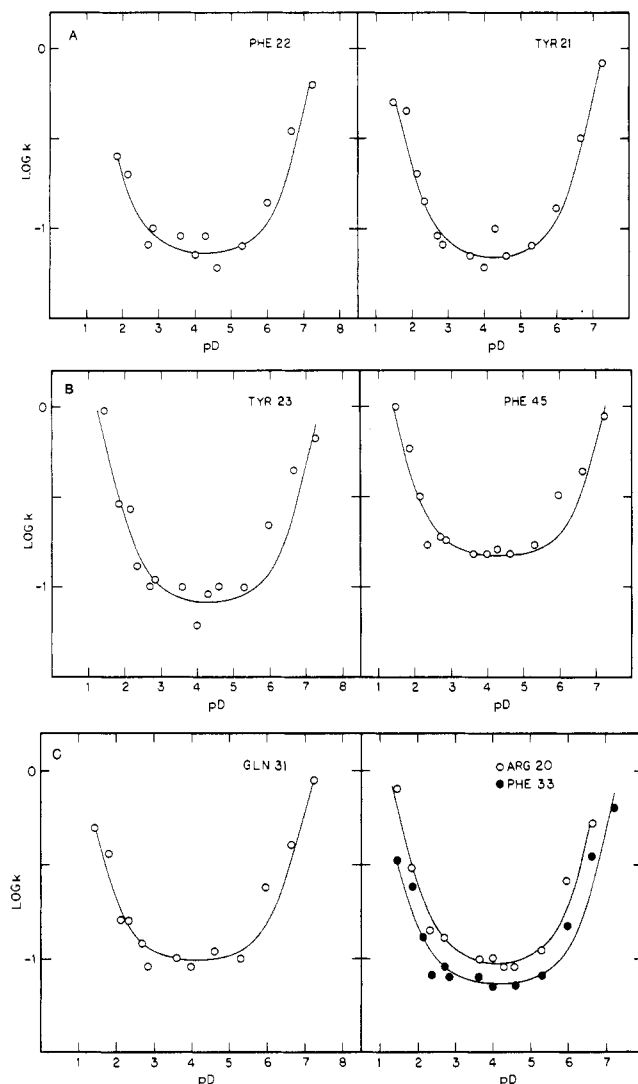 A
PHE 22
TYR 21
0
-1
LOG k
1 2 3 4 5 6 7 8
1 2 3 4 5 6 7
pD
pD
B
TYR 23
PHE 45
0
-1
LOG k
1 2 3 4 5 6 7 8
1 2 3 4 5 6 7
pD
pD
C
GLN 31
○ ARG 20
● PHE 33
0
-1
LOG k
1 2 3 4 5 6 7 8
1 2 3 4 5 6 7
pD
pD